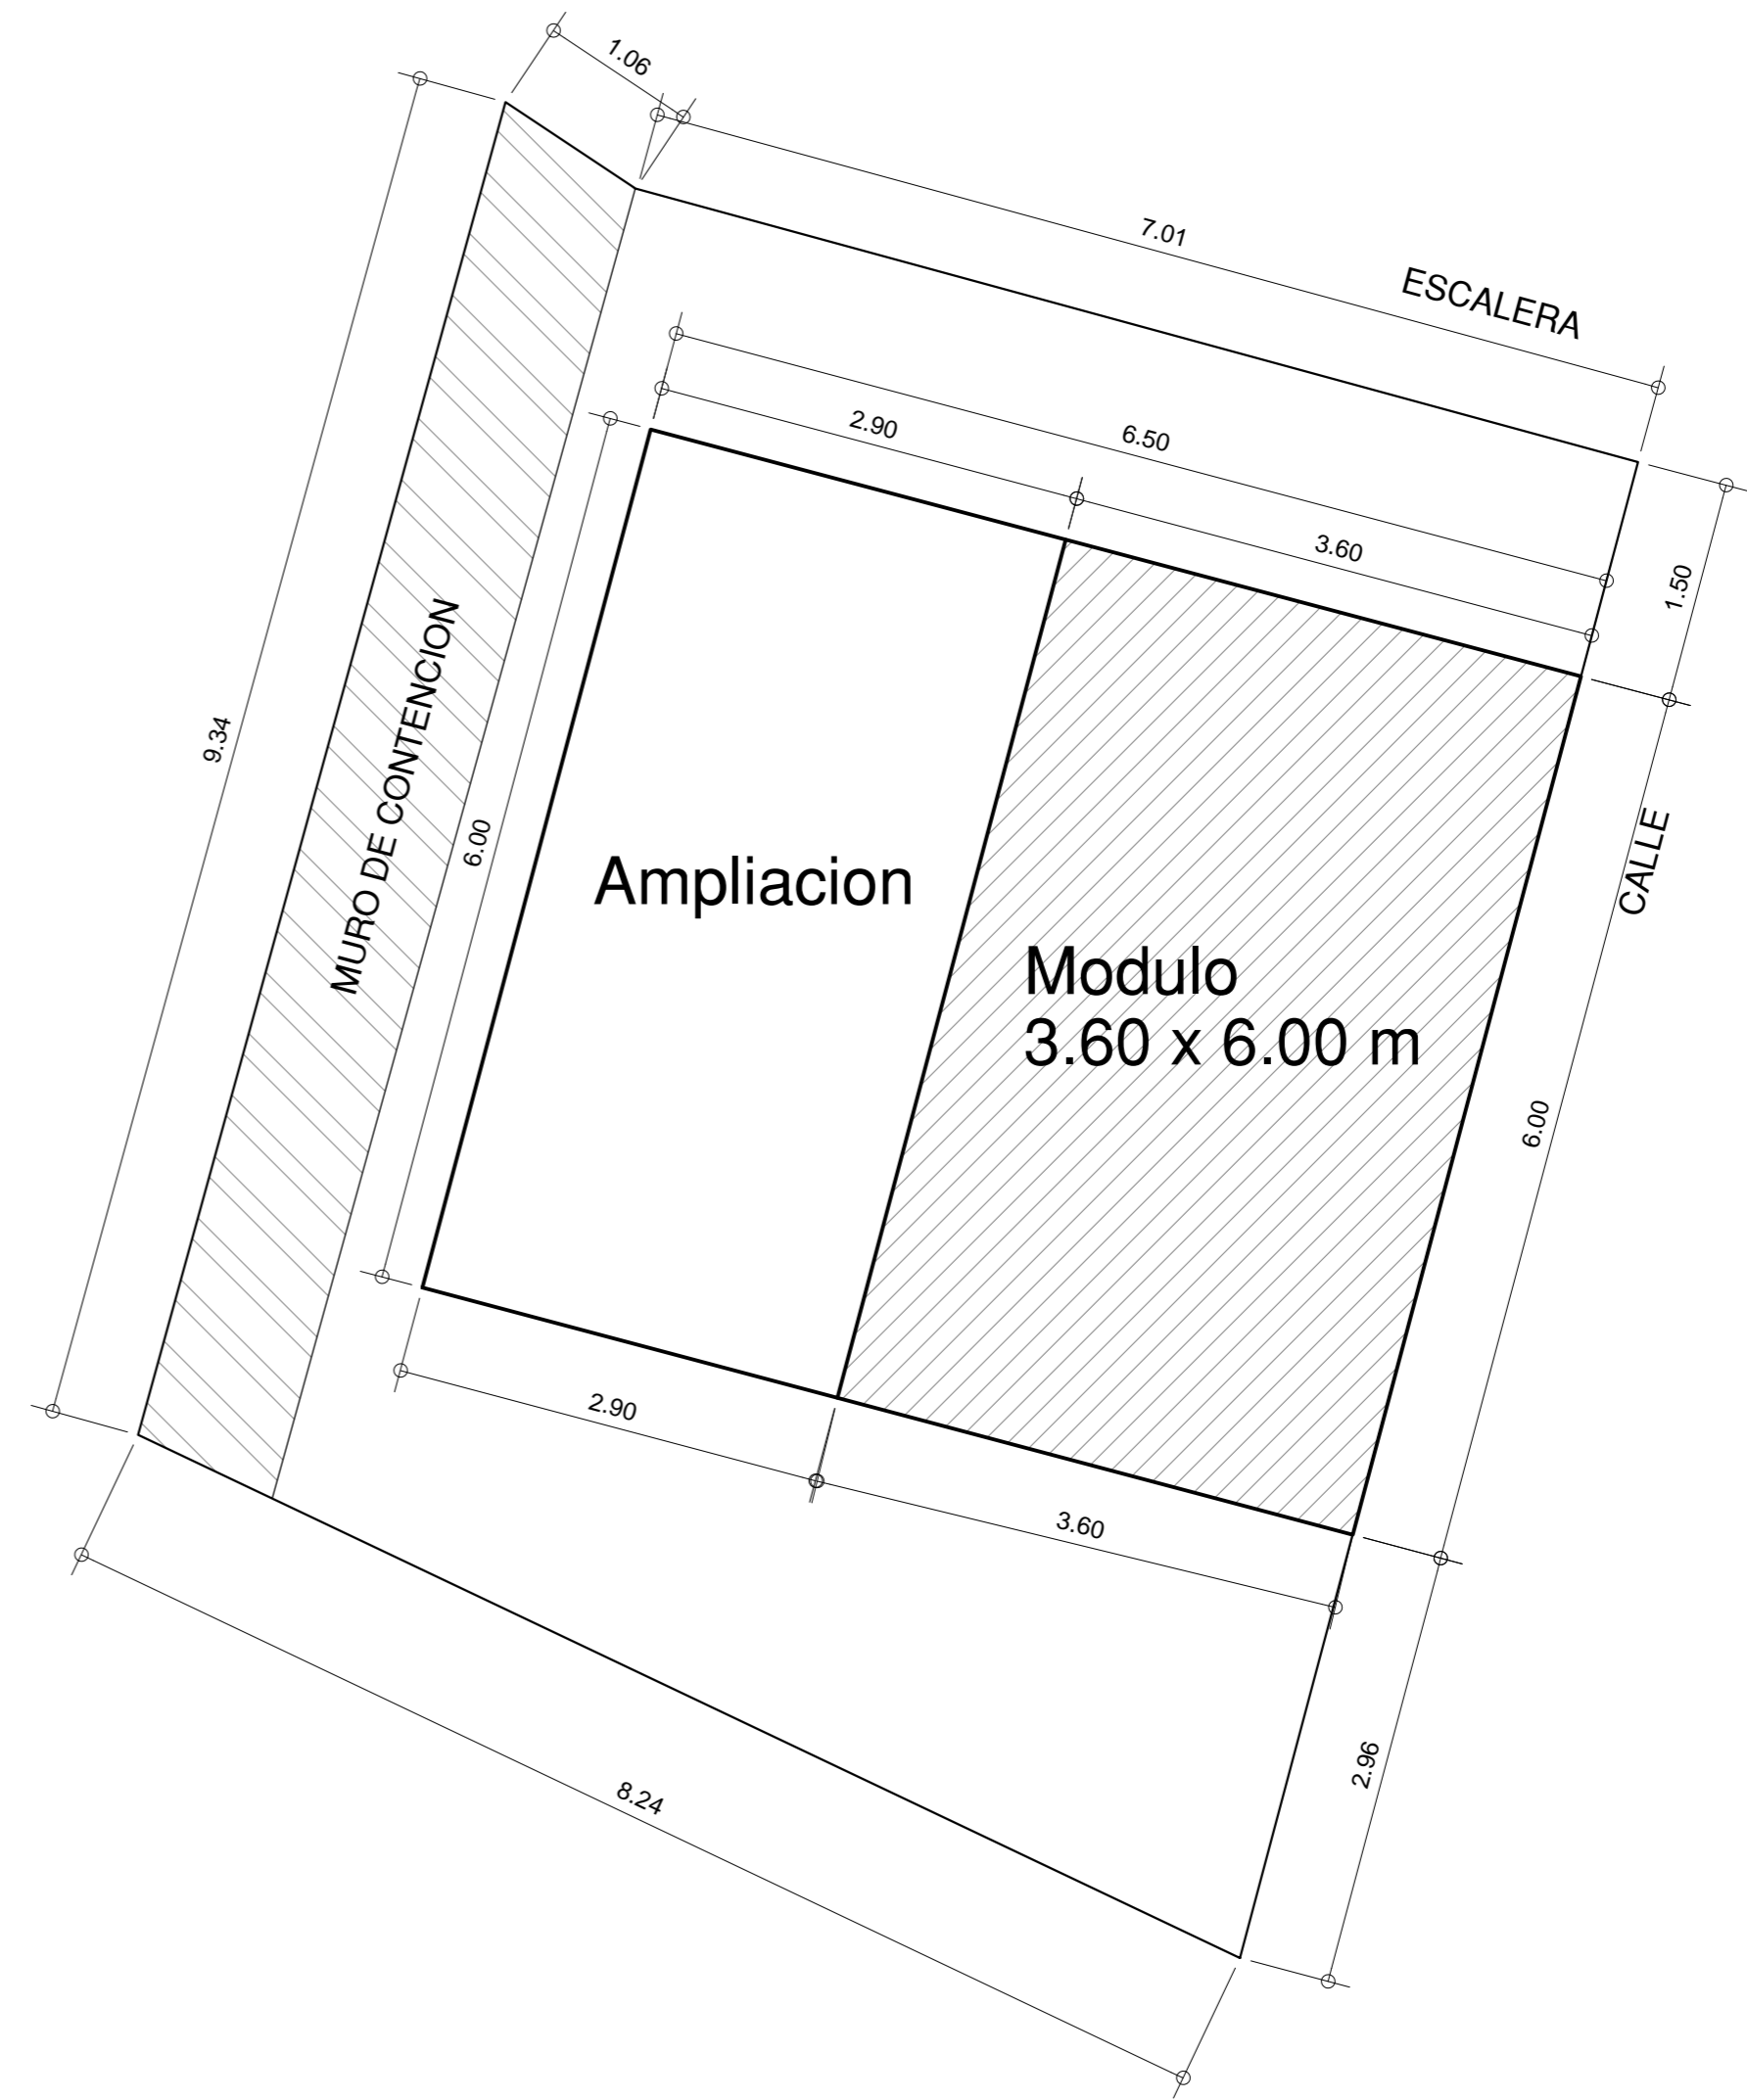 1.06
7.01
ESCALERA
2.90
6.50
3.60
1.50
9.34
MURO DE CONTENCION
6.00
Ampliacion
CALLE
Modulo
3.60 x 6.00 m
6.00
2.90
3.60
2.96
8.24